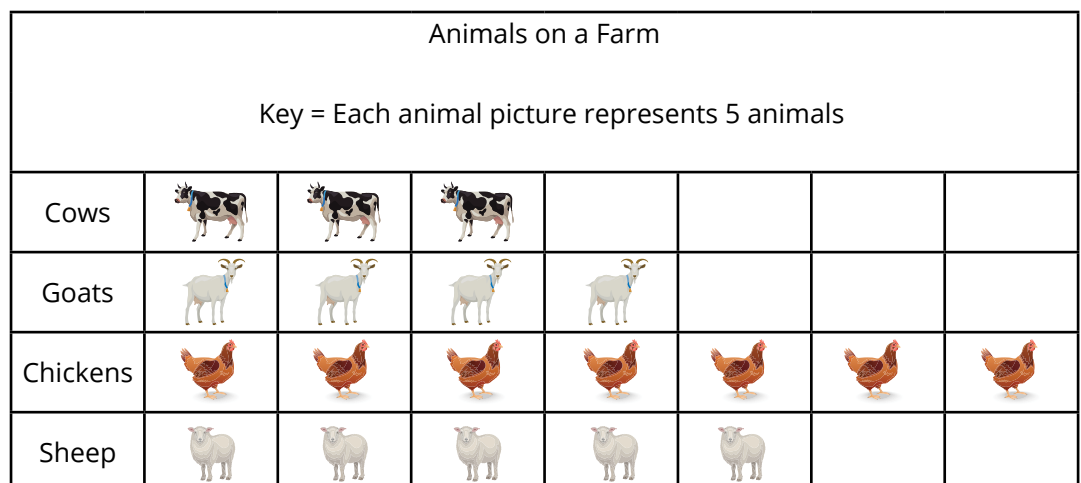 Animals on a Farm
Key = Each animal picture represents 5 animals
Cows
Goats
Chickens
Sheep